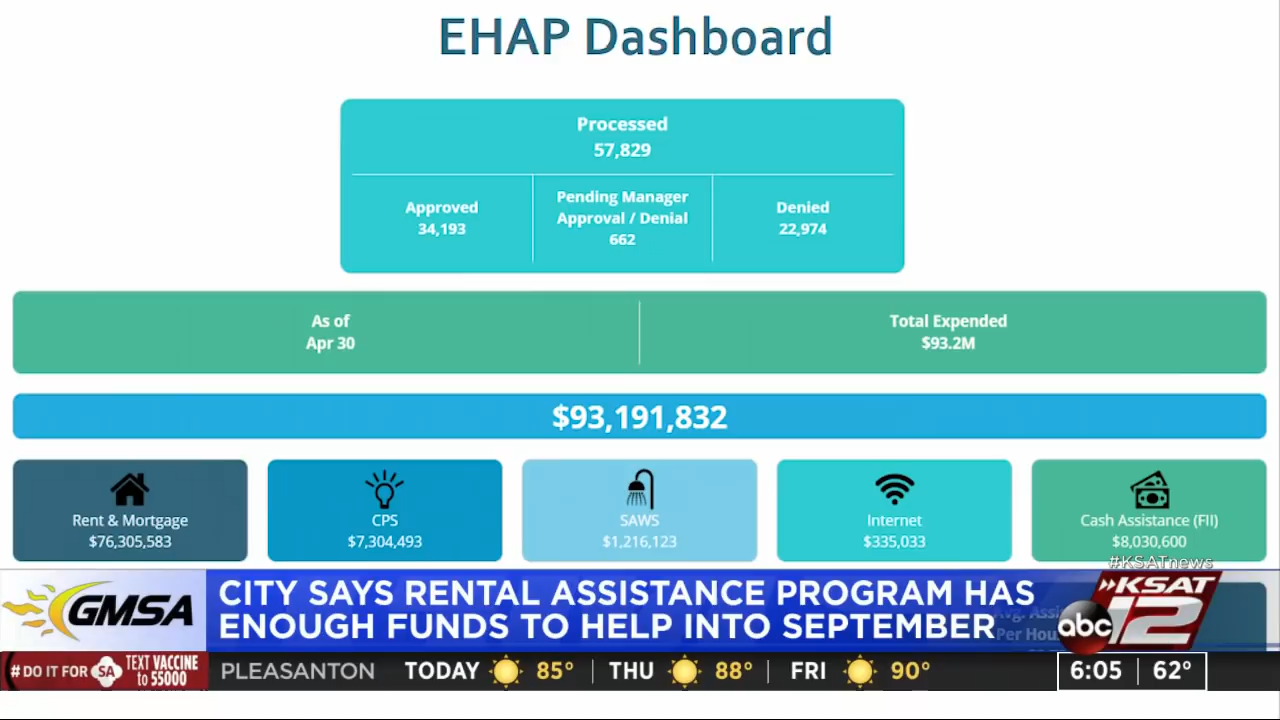 EHAP Dashboard
Processed
57,829
Approved
34,193
Pending Manager
Approval / Denial
662
Denied
22,974
As of
Apr 30
Total Expended
$93.2M
$93,191,832
Rent & Mortgage
$76,305,583
CPS
$7,304,493
SAWS
$1,216,123
Internet
$335,033
Cash Assistance (FII)
$8,030,600
#KSATnews
GMSA
CITY SAYS RENTAL ASSISTANCE PROGRAM HAS
ENOUGH FUNDS TO HELP INTO SEPTEMBER
Avg.
Per
KSAT
abc 12
# DO IT FOR SA TEXT VACCINE
to 55000
PLEASANTON TODAY 85° THU 88° FRI 90°
6:05 62°